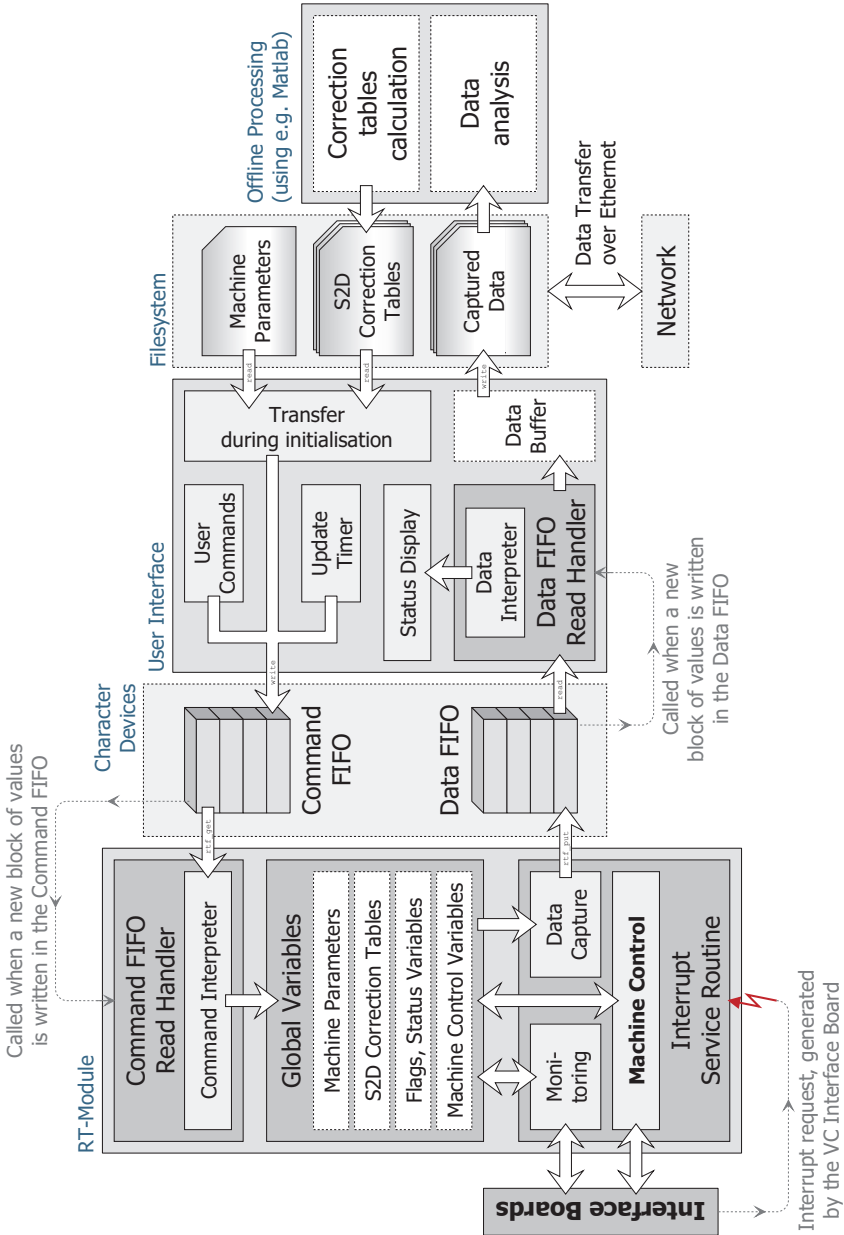 Called when a new block of values
is written in the Command FIFO
RT-Module
Command FIFO
Read Handler
Command Interpreter
Global Variables
Machine Parameters
S2D Correction Tables
Flags, Status Variables
Machine Control Variables
Moni-
toring
Data
Capture
Machine Control
Interrupt
Service Routine
Interface Boards
Interrupt request, generated
by the VC Interface Board
Character
Devices
rtf_get
Command
FIFO
Data FIFO
rtf_put
User Interface
write
User
Commands
Update
Timer
Status Display
Data
Interpreter
Data FIFO
Read Handler
read
Called when a new
block of values is written
in the Data FIFO
Transfer
during initialisation
Data
Buffer
read
read
write
Filesystem
Machine
Parameters
S2D
Correction
Tables
Captured
Data
Offline Processing
(using e.g. Matlab)
Correction
tables
calculation
Data
analysis
Data Transfer
over Ethernet
Network